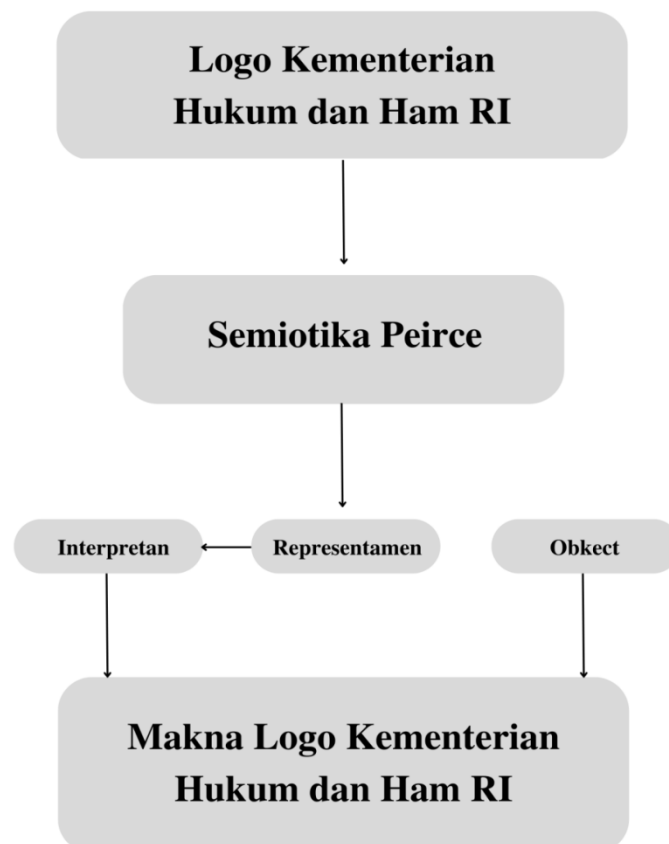 Logo Kementerian
Hukum dan Ham RI
Semiotika Peirce
Interpretan
Representamen
Obkect
Makna Logo Kementerian
Hukum dan Ham RI